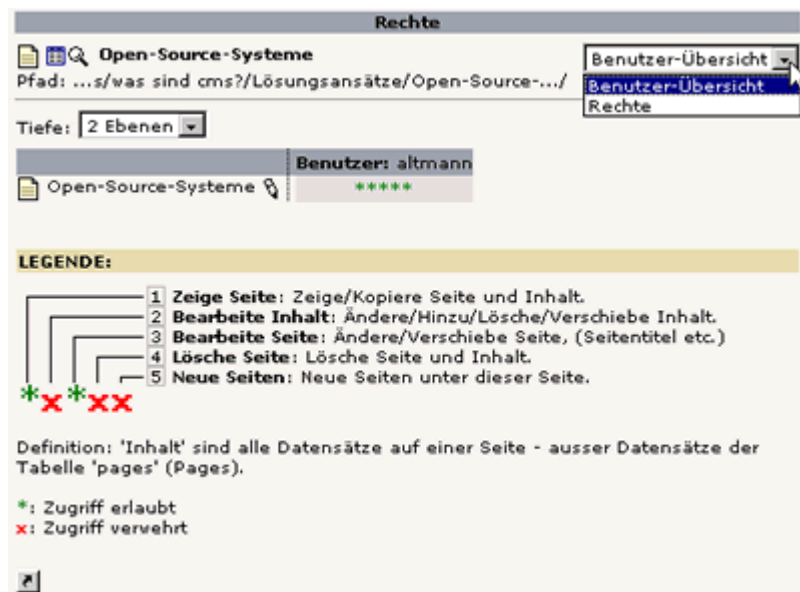 Rechte
Open-Source-Systeme
Benutzer-Übersicht
Pfad: ...s/was sind cms?/Lösungsansätze/Open-Source-.../
Benutzer-Übersicht
Rechte
Tiefe: 2 Ebenen
Benutzer: altmann
Open-Source-Systeme *****
LEGENDE:
1 Zeige Seite: Zeige/Kopiere Seite und Inhalt.
2 Bearbeite Inhalt: Ändere/Hinzu/Lösche/Verschiebe Inhalt.
3 Bearbeite Seite: Ändere/Verschiebe Seite, (Seitentitel etc.)
4 Lösche Seite: Lösche Seite und Inhalt.
5 Neue Seiten: Neue Seiten unter dieser Seite.
*x*xx
Definition: 'Inhalt' sind alle Datensätze auf einer Seite - ausser Datensätze der
Tabelle 'pages' (Pages).
*: Zugriff erlaubt
x: Zugriff verwehrt